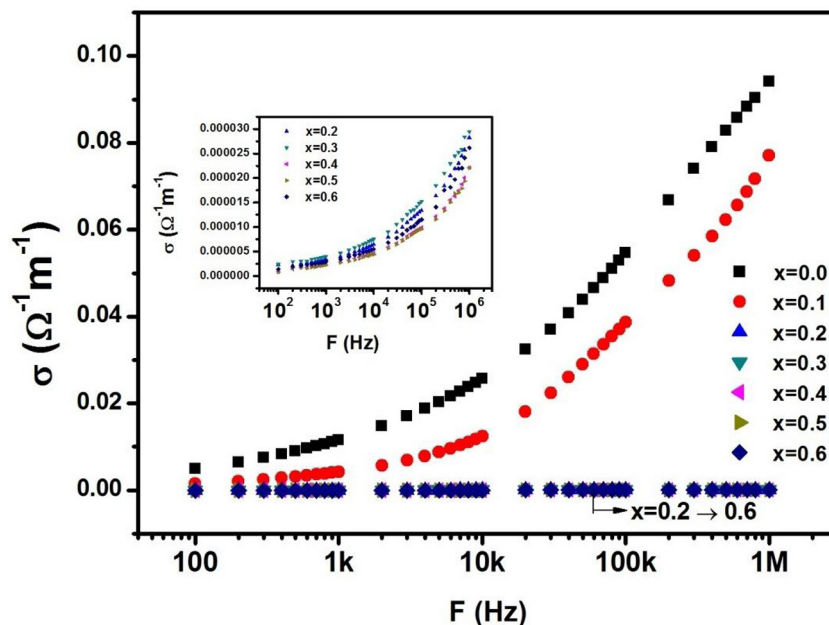 0.10
0.08
0.06
0.04
0.02
0.00
σ (Ω⁻¹m⁻¹)
100
1k
10k
100k
1M
F (Hz)
x=0.0
x=0.1
x=0.2
x=0.3
x=0.4
x=0.5
x=0.6
x=0.2 → 0.6
0.000030
0.000025
0.000020
0.000015
0.000010
0.000005
0.000000
σ (Ω⁻¹m⁻¹)
x=0.2
x=0.3
x=0.4
x=0.5
x=0.6
10²
10³
10⁴
10⁵
10⁶
F (Hz)